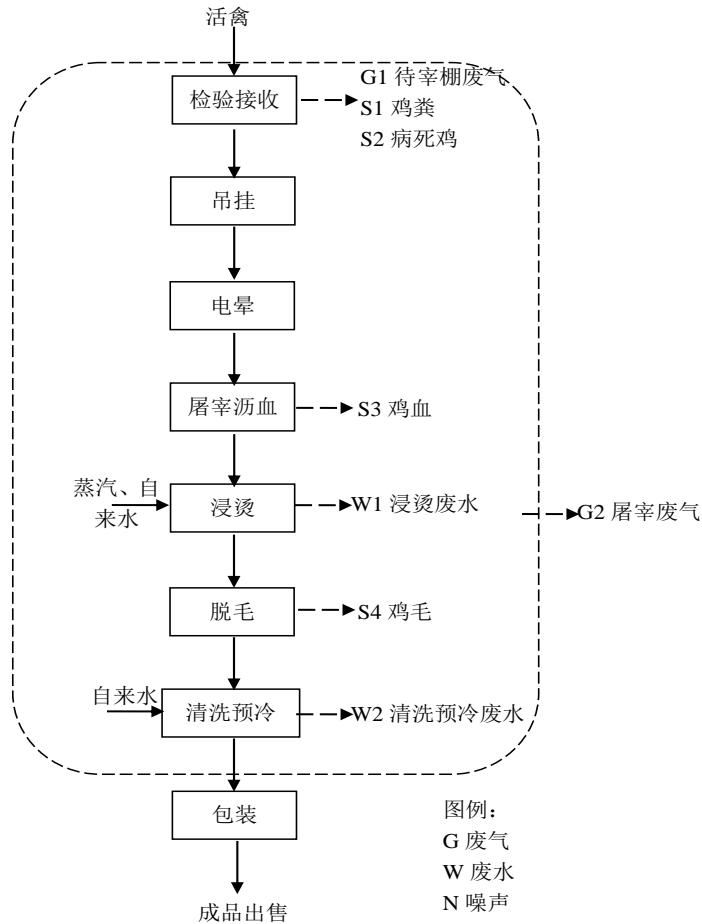 活禽
检验接收
G1 待宰棚废气
S1 鸡粪
S2 病死鸡
吊挂
电晕
屠宰沥血
S3 鸡血
蒸汽、自
来水
浸烫
W1 浸烫废水
G2 屠宰废气
脱毛
S4 鸡毛
自来水
清洗预冷
W2 清洗预冷废水
包装
成品出售
图例：
G 废气
W 废水
N 噪声